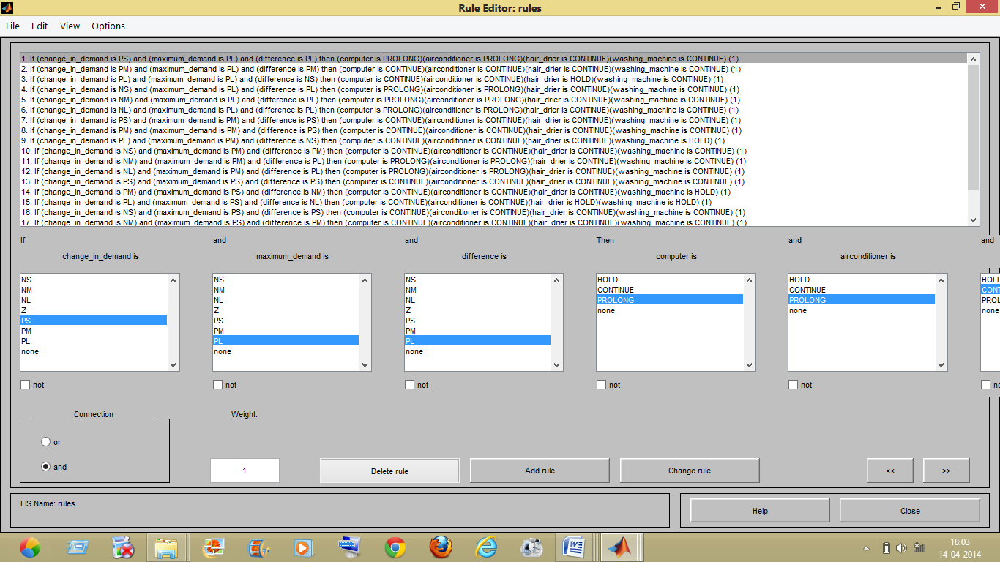 Rule Editor: rules
File Edit View Options
1. If (change_in_demand is PS) and (maximum_demand is PL) and (difference is PL) then (computer is PROLONG)(airconditioner is PROLONG)(hair_drier is CONTINUE)(washing_machine is CONTINUE) (1)
2. If (change_in_demand is PM) and (maximum_demand is PL) and (difference is PM) then (computer is CONTINUE)(airconditioner is CONTINUE)(hair_drier is CONTINUE)(washing_machine is CONTINUE) (1)
3. If (change_in_demand is PL) and (maximum_demand is PL) and (difference is NS) then (computer is CONTINUE)(airconditioner is CONTINUE)(hair_drier is HOLD)(washing_machine is CONTINUE) (1)
4. If (change_in_demand is NS) and (maximum_demand is PL) and (difference is PL) then (computer is PROLONG)(airconditioner is PROLONG)(hair_drier is CONTINUE)(washing_machine is CONTINUE) (1)
5. If (change_in_demand is NM) and (maximum_demand is PL) and (difference is PL) then (computer is PROLONG)(airconditioner is PROLONG)(hair_drier is CONTINUE)(washing_machine is CONTINUE) (1)
6. If (change_in_demand is NL) and (maximum_demand is PL) and (difference is PL) then (computer is PROLONG)(airconditioner is PROLONG)(hair_drier is CONTINUE)(washing_machine is CONTINUE) (1)
7. If (change_in_demand is PS) and (maximum_demand is PM) and (difference is PS) then (computer is CONTINUE)(airconditioner is CONTINUE)(hair_drier is CONTINUE)(washing_machine is CONTINUE) (1)
8. If (change_in_demand is PM) and (maximum_demand is PM) and (difference is PS) then (computer is CONTINUE)(airconditioner is CONTINUE)(hair_drier is CONTINUE)(washing_machine is CONTINUE) (1)
9. If (change_in_demand is PL) and (maximum_demand is PM) and (difference is NS) then (computer is CONTINUE)(airconditioner is CONTINUE)(hair_drier is CONTINUE)(washing_machine is HOLD) (1)
10. If (change_in_demand is NS) and (maximum_demand is PM) and (difference is PM) then (computer is CONTINUE)(airconditioner is CONTINUE)(hair_drier is CONTINUE)(washing_machine is CONTINUE) (1)
11. If (change_in_demand is NM) and (maximum_demand is PM) and (difference is PL) then (computer is PROLONG)(airconditioner is PROLONG)(hair_drier is CONTINUE)(washing_machine is CONTINUE) (1)
12. If (change_in_demand is NL) and (maximum_demand is PM) and (difference is PL) then (computer is PROLONG)(airconditioner is PROLONG)(hair_drier is CONTINUE)(washing_machine is CONTINUE) (1)
13. If (change_in_demand is PS) and (maximum_demand is PS) and (difference is PS) then (computer is CONTINUE)(airconditioner is CONTINUE)(hair_drier is CONTINUE)(washing_machine is CONTINUE) (1)
14. If (change_in_demand is PM) and (maximum_demand is PS) and (difference is NM) then (computer is CONTINUE)(airconditioner is CONTINUE)(hair_drier is CONTINUE)(washing_machine is HOLD) (1)
15. If (change_in_demand is PL) and (maximum_demand is PS) and (difference is NL) then (computer is CONTINUE)(airconditioner is CONTINUE)(hair_drier is HOLD)(washing_machine is HOLD) (1)
16. If (change_in_demand is NS) and (maximum_demand is PS) and (difference is PS) then (computer is CONTINUE)(airconditioner is CONTINUE)(hair_drier is CONTINUE)(washing_machine is CONTINUE) (1)
17. If (change_in_demand is NM) and (maximum_demand is PS) and (difference is PM) then (computer is CONTINUE)(airconditioner is CONTINUE)(hair_drier is CONTINUE)(washing_machine is CONTINUE) (1)
If and and Then and and
change_in_demand is maximum_demand is difference is computer is airconditioner is
NS NS NS HOLD HOLD HOLD
NM NM NM CONTINUE CONTINUE CONT
NL NL NL PROLONG PROLONG PROL
Z Z Z none none none
PS PS PS
PM PM PM
PL PL PL
none none none
not not not not not
Connection Weight:
or
and 1 Delete rule Add rule Change rule << >>
FIS Name: rules Help Close
18:03
14-04-2014